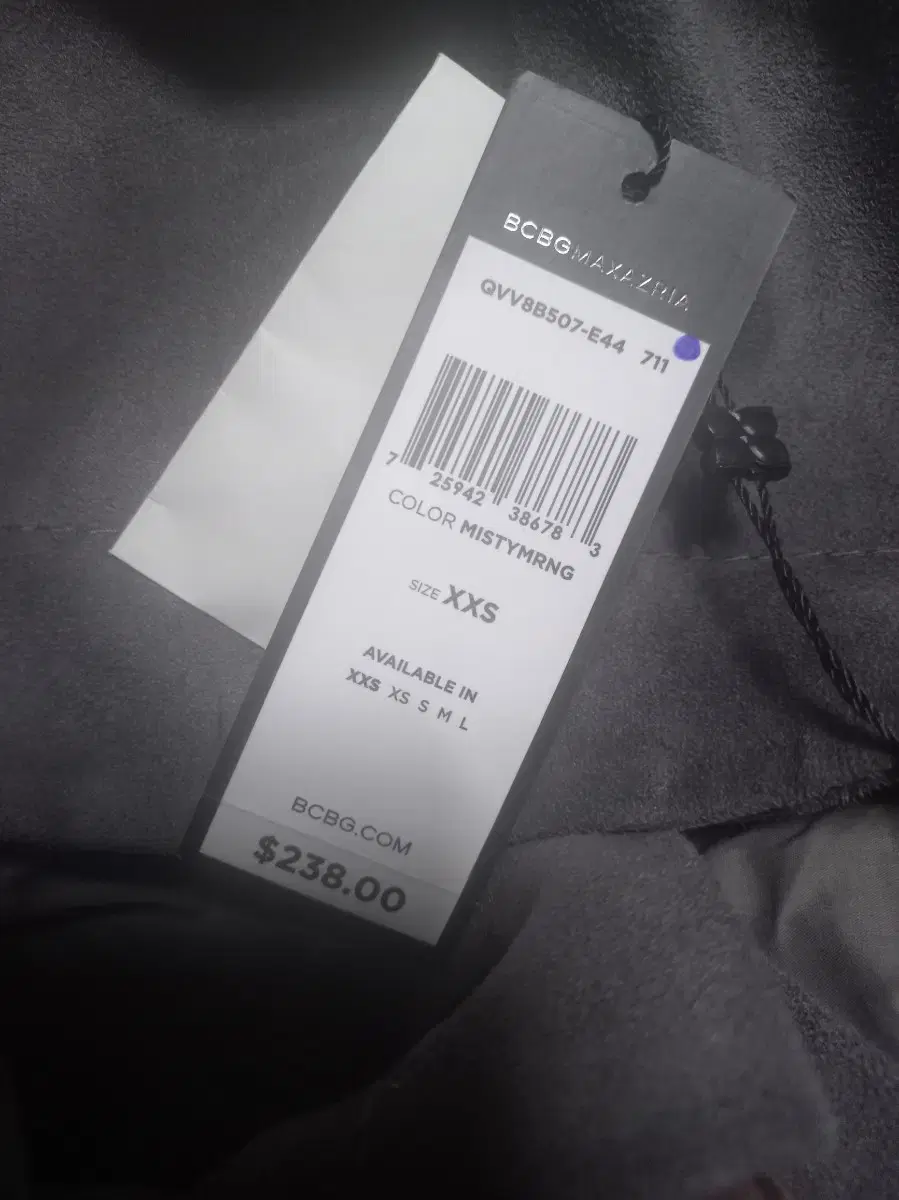 BCBGMAXAZRIA
QVV8B507-E44 711
7 25942 38678 3
COLOR MISTYMRNG
SIZE XXS
AVAILABLE IN
XXS XS S M L
BCBG.COM
$238.00